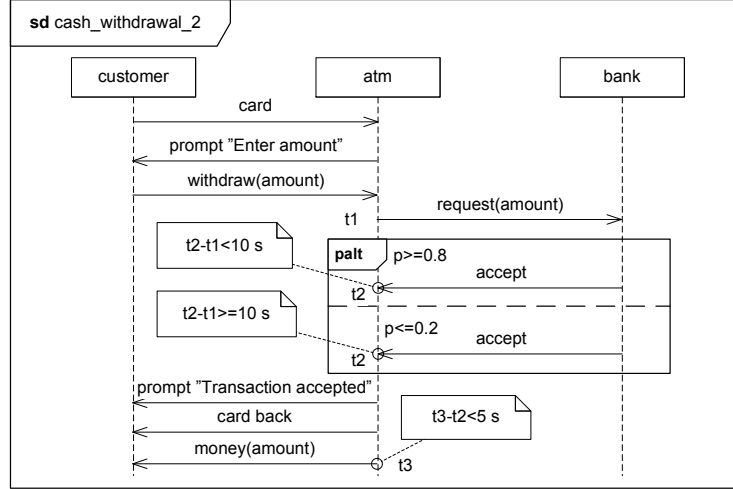 sd cash_withdrawal_2
customer
atm
bank
card
prompt ”Enter amount”
withdraw(amount)
t1
request(amount)
t2-t1<10 s
palt
p>=0.8
accept
t2
t2-t1>=10 s
p<=0.2
accept
t2
prompt ”Transaction accepted”
card back
t3-t2<5 s
money(amount)
t3